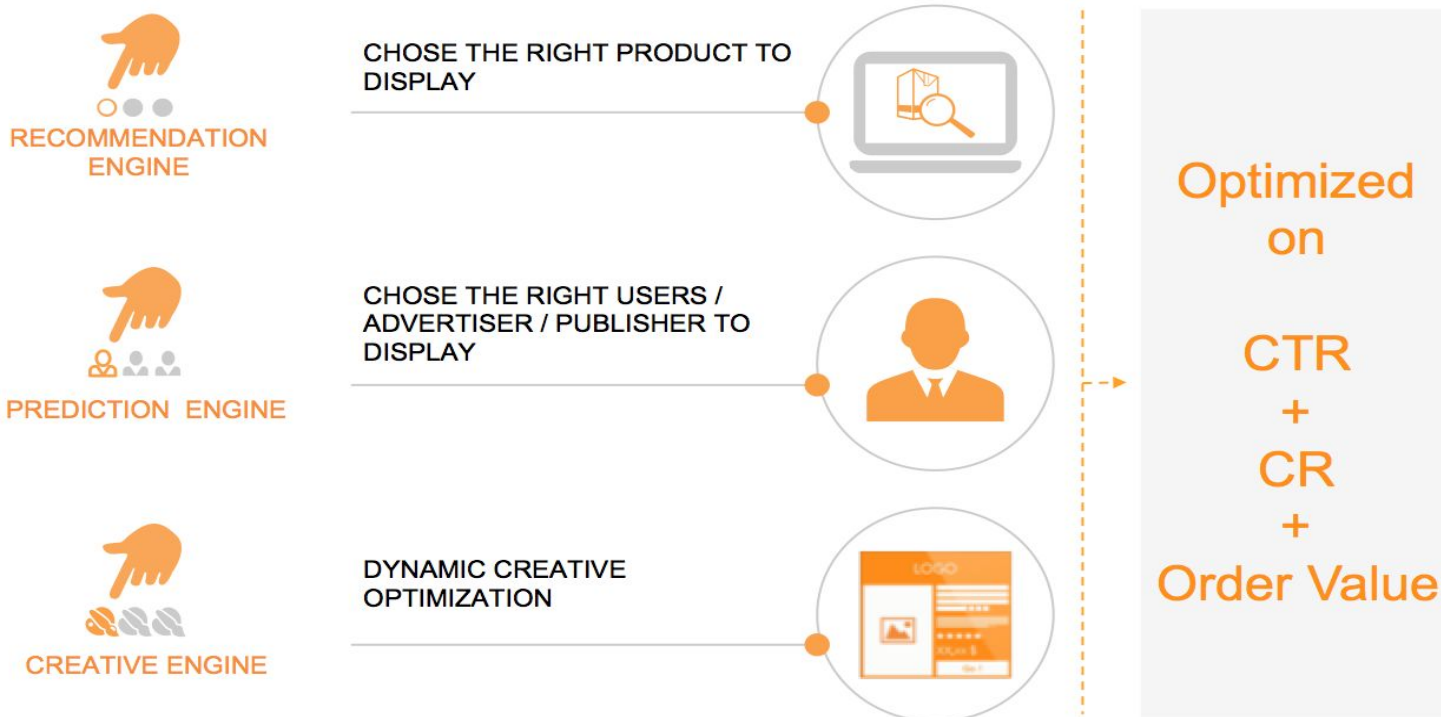 RECOMMENDATION
ENGINE
CHOSE THE RIGHT PRODUCT TO
DISPLAY
PREDICTION ENGINE
CHOSE THE RIGHT USERS /
ADVERTISER / PUBLISHER TO
DISPLAY
CREATIVE ENGINE
DYNAMIC CREATIVE
OPTIMIZATION
LOGO
Optimized
on
CTR
+
CR
+
Order Value